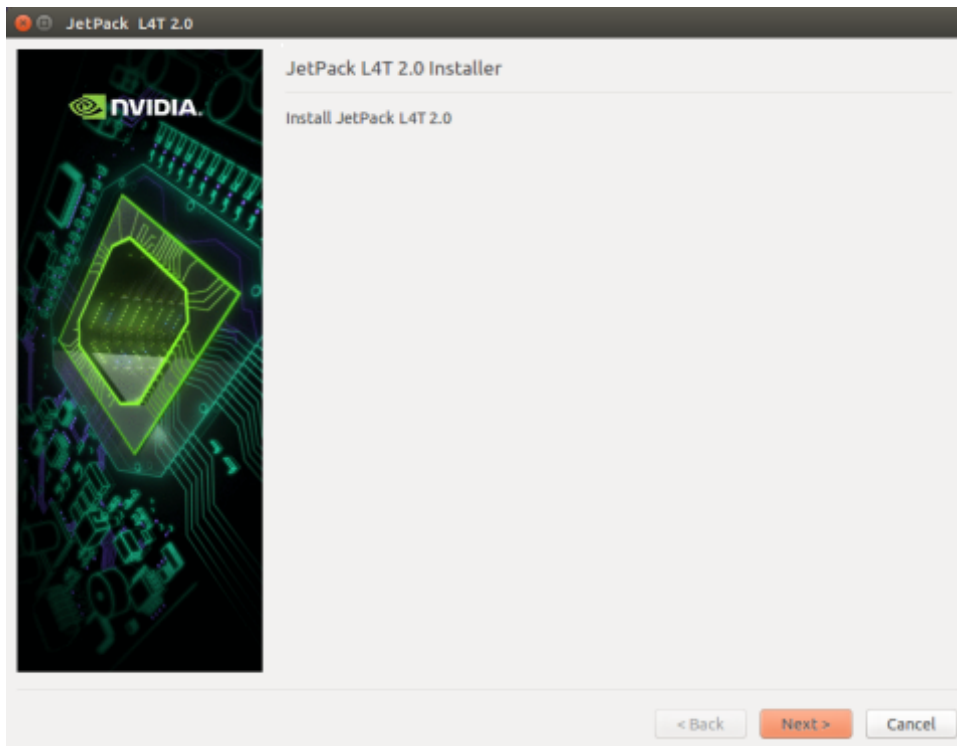 JetPack L4T 2.0
JetPack L4T 2.0 Installer
NVIDIA.
Install JetPack L4T 2.0
< Back Next > Cancel